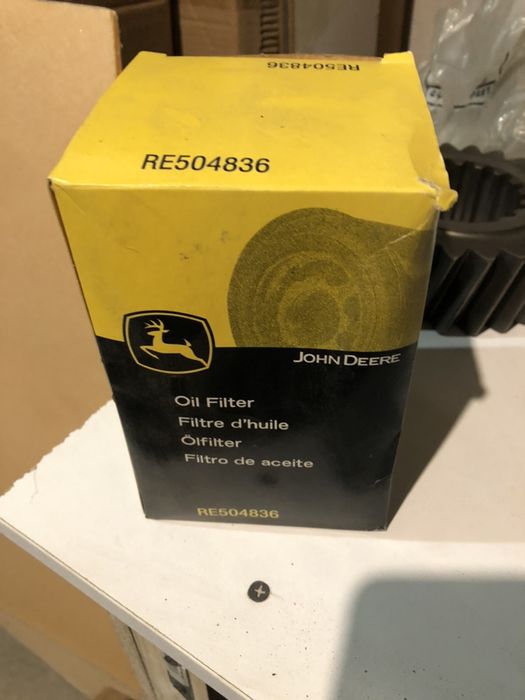 RE504836
RE504836
JOHN DEERE
Oil Filter
Filtre d'huile
Ölfilter
Filtro de aceite
RE504836